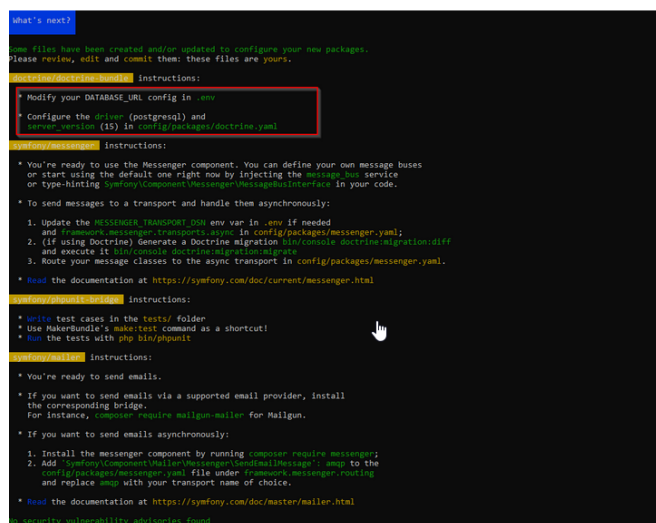 What's next?
Some files have been created and/or updated to configure your new packages.
Please review, edit and commit them: these files are yours.
doctrine/doctrine-bundle instructions:
* Modify your DATABASE_URL config in .env
* Configure the driver (postgresql) and
server_version (15) in config/packages/doctrine.yaml
symfony/messenger instructions:
* You're ready to use the Messenger component. You can define your own message buses
or start using the default one right now by injecting the message_bus service
or type-hinting Symfony\Component\Messenger\MessageBusInterface in your code.
* To send messages to a transport and handle them asynchronously:
1. Update the MESSENGER_TRANSPORT_DSN env var in .env if needed
and framework.messenger.transports.async in config/packages/messenger.yaml;
2. (if using Doctrine) Generate a Doctrine migration bin/console doctrine:migration:diff
and execute it bin/console doctrine:migration:migrate
3. Route your message classes to the async transport in config/packages/messenger.yaml.
* Read the documentation at https://symfony.com/doc/current/messenger.html
symfony/phpunit-bridge instructions:
* Write test cases in the tests/ folder
* Use MakerBundle's make:test command as a shortcut!
* Run the tests with php bin/phpunit
symfony/mailer instructions:
* You're ready to send emails.
* If you want to send emails via a supported email provider, install
the corresponding bridge.
For instance, composer require mailgun-mailer for Mailgun.
* If you want to send emails asynchronously:
1. Install the messenger component by running composer require messenger;
2. Add 'Symfony\Component\Mailer\Messenger\SendEmailMessage': amqp to the
config/packages/messenger.yaml file under framework.messenger.routing
and replace amqp with your transport name of choice.
* Read the documentation at https://symfony.com/doc/master/mailer.html
No security vulnerability advisories found